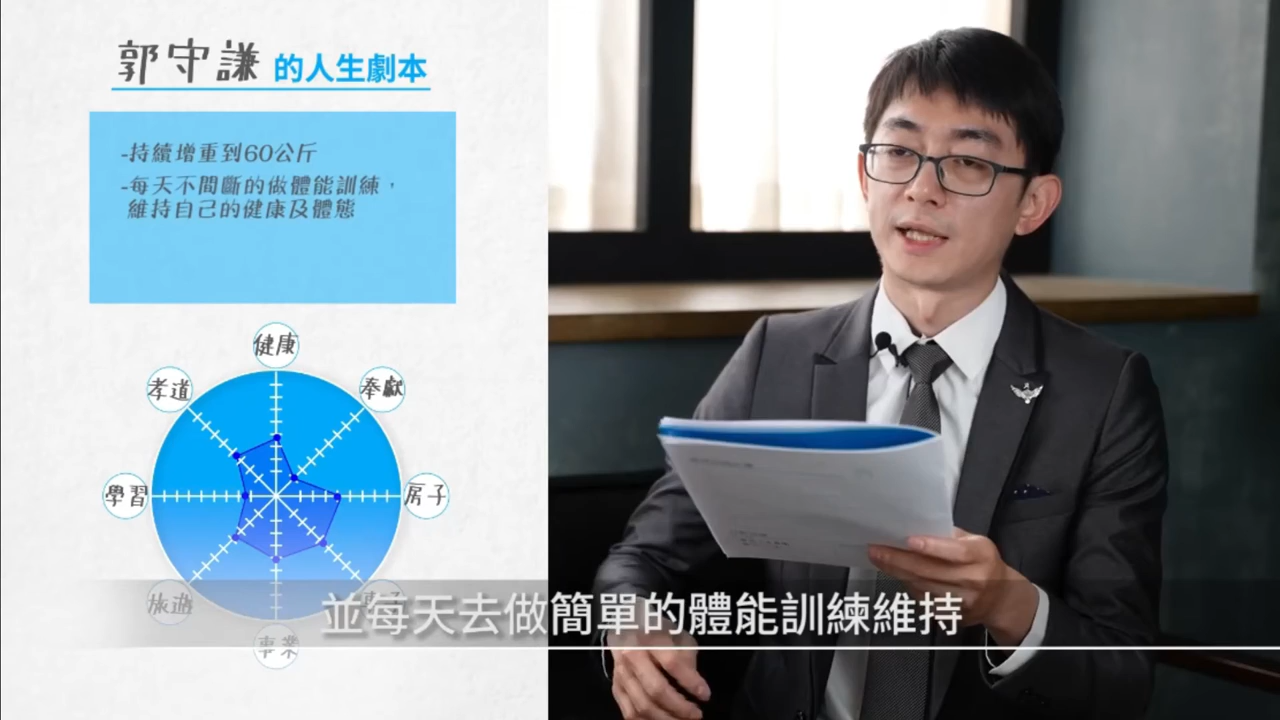 郭守謙 的人生劇本
-持續增重到60公斤
-每天不間斷的做體能訓練，
維持自己的健康及體態
健康
孝道
奉獻
學習
房子
旅遊
事業
並每天去做簡單的體能訓練維持